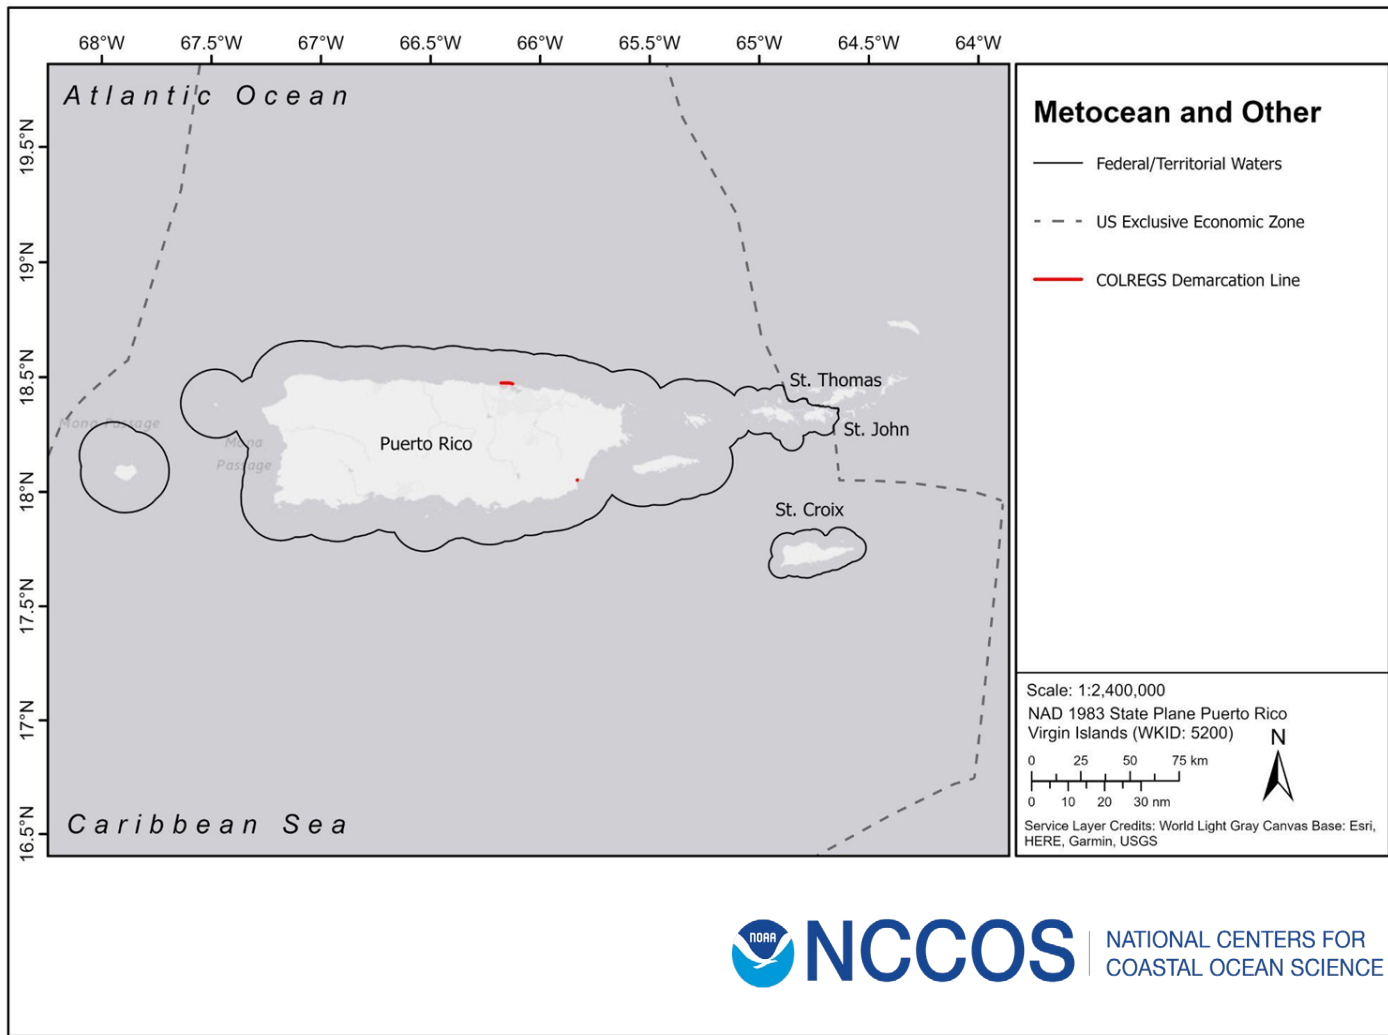 68°W 67.5°W 67°W 66.5°W 66°W 65.5°W 65°W 64.5°W 64°W
Atlantic Ocean
19.5°N
19°N
18.5°N
18°N
17.5°N
17°N
16.5°N
St. Thomas
St. John
Mona Passage
Mona
Passage
Puerto Rico
St. Croix
Caribbean Sea
Metocean and Other
Federal/Territorial Waters
US Exclusive Economic Zone
COLREGS Demarcation Line
Scale: 1:2,400,000
NAD 1983 State Plane Puerto Rico
Virgin Islands (WKID: 5200)
N
0 25 50 75 km
0 10 20 30 nm
Service Layer Credits: World Light Gray Canvas Base: Esri,
HERE, Garmin, USGS
NOAA
NCCOS
NATIONAL CENTERS FOR
COASTAL OCEAN SCIENCE